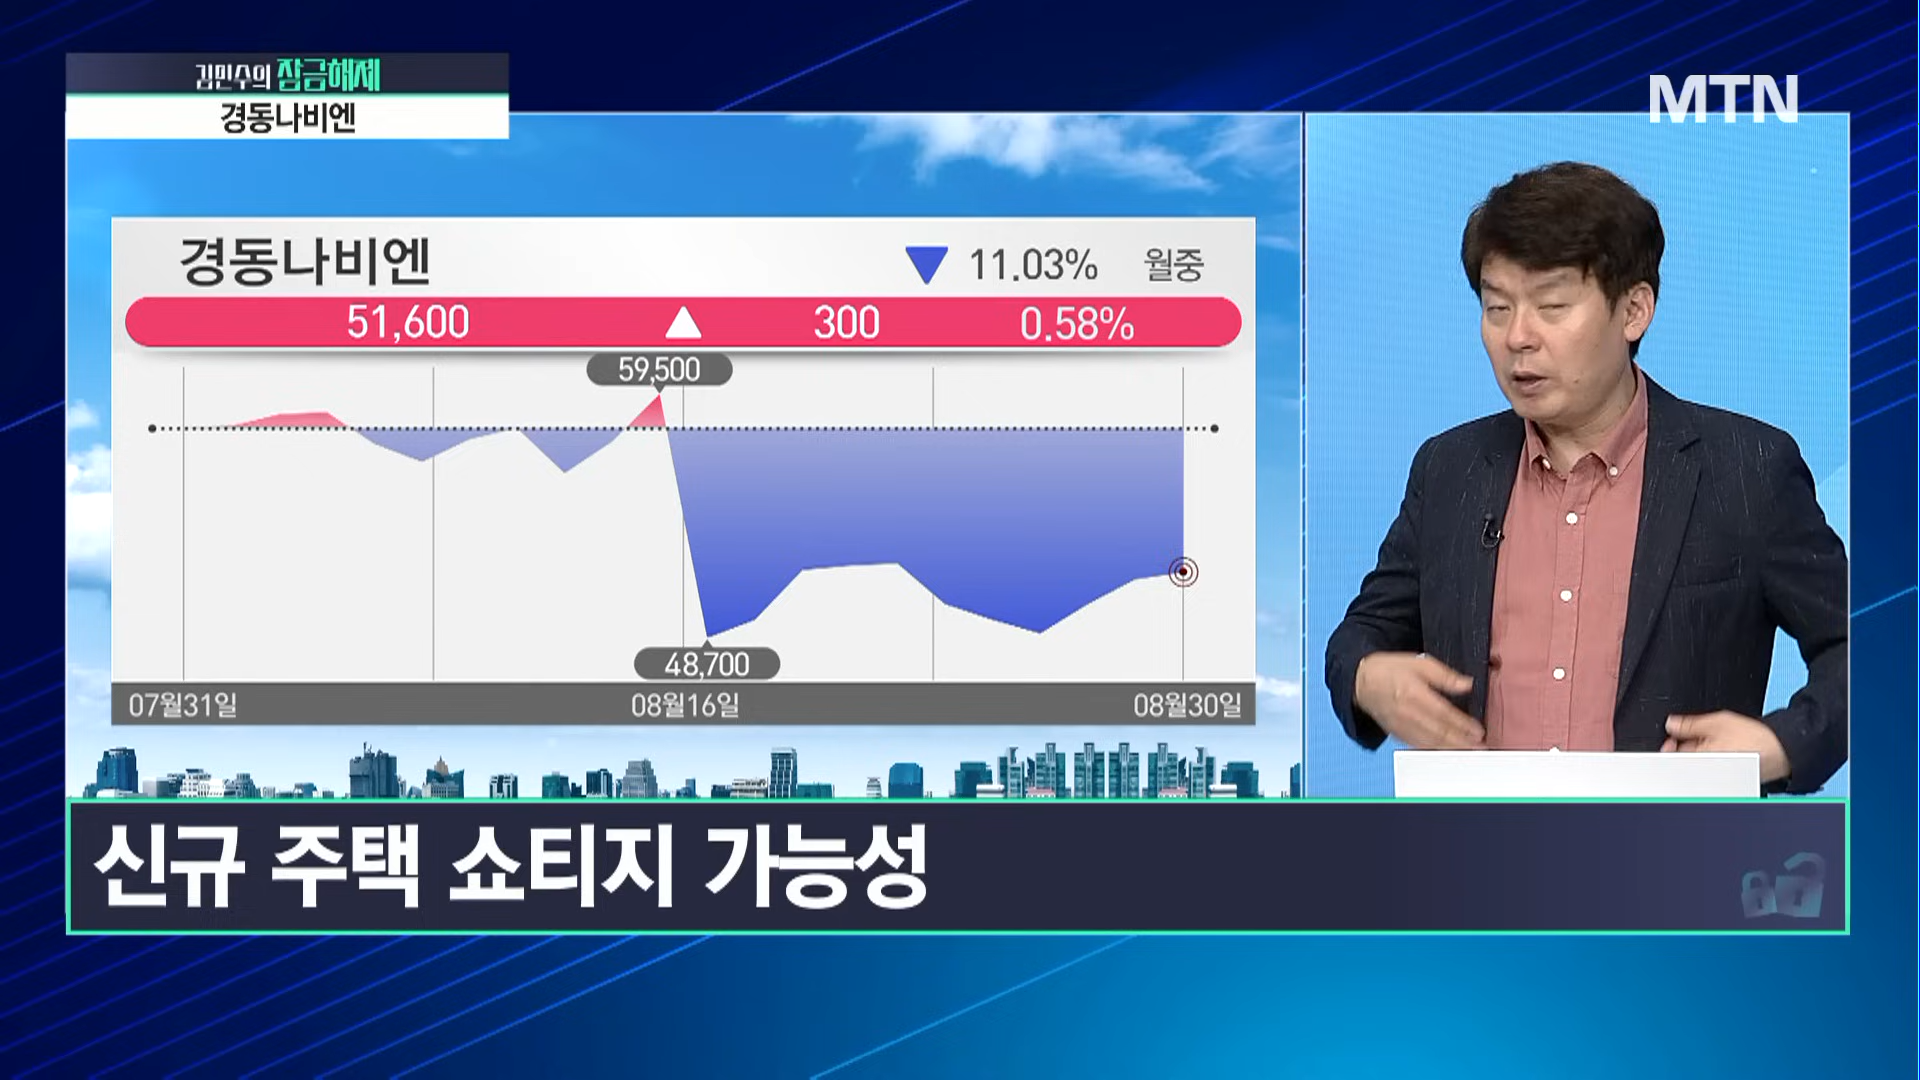 김민수의 잠금해제
경동나비엔
MTN
경동나비엔 ▼ 11.03% 월중
51,600 ▲ 300 0.58%
59,500
48,700
07월31일 08월16일 08월30일
신규 주택 쇼티지 가능성